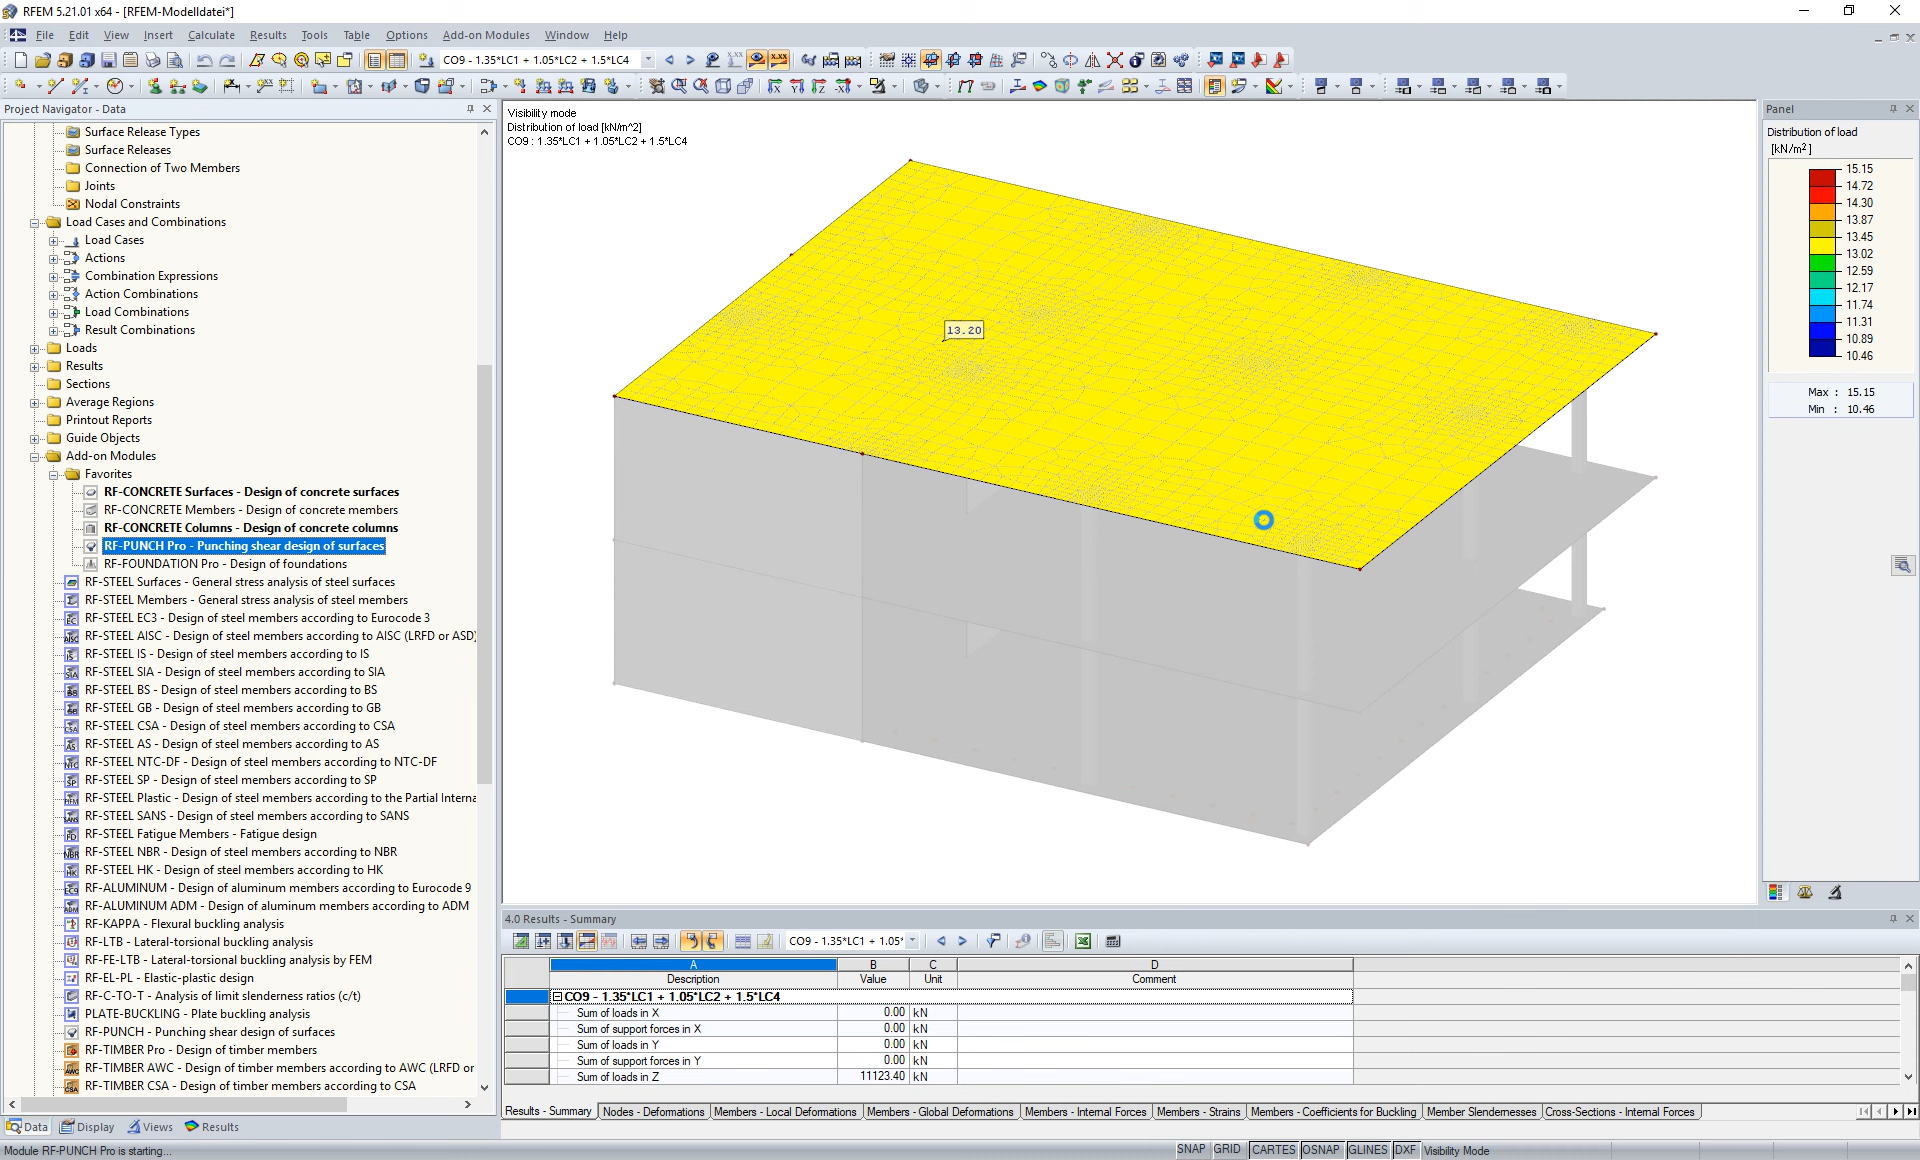 RFEM 5.21.01 x64 - [RFEM-Modelldatei*]
File Edit View Insert Calculate Results Tools Table Options Add-on Modules Window Help
CO9 - 1.35*LC1 + 1.05*LC2 + 1.5*LC4
Project Navigator - Data
Surface Release Types
Surface Releases
Connection of Two Members
Joints
Nodal Constraints
Load Cases and Combinations
Load Cases
Actions
Combination Expressions
Action Combinations
Load Combinations
Result Combinations
Loads
Results
Sections
Average Regions
Printout Reports
Guide Objects
Add-on Modules
Favorites
RF-CONCRETE Surfaces - Design of concrete surfaces
RF-CONCRETE Members - Design of concrete members
RF-CONCRETE Columns - Design of concrete columns
RF-PUNCH Pro - Punching shear design of surfaces
RF-FOUNDATION Pro - Design of foundations
RF-STEEL Surfaces - General stress analysis of steel surfaces
RF-STEEL Members - General stress analysis of steel members
RF-STEEL EC3 - Design of steel members according to Eurocode 3
RF-STEEL AISC - Design of steel members according to AISC (LRFD or ASD)
RF-STEEL IS - Design of steel members according to IS
RF-STEEL SIA - Design of steel members according to SIA
RF-STEEL BS - Design of steel members according to BS
RF-STEEL GB - Design of steel members according to GB
RF-STEEL CSA - Design of steel members according to CSA
RF-STEEL AS - Design of steel members according to AS
RF-STEEL NTC-DF - Design of steel members according to NTC-DF
RF-STEEL SP - Design of steel members according to SP
RF-STEEL Plastic - Design of steel members according to the Partial Interna
RF-STEEL SANS - Design of steel members according to SANS
RF-STEEL Fatigue Members - Fatigue design
RF-STEEL NBR - Design of steel members according to NBR
RF-STEEL HK - Design of steel members according to HK
RF-ALUMINUM - Design of aluminum members according to Eurocode 9
RF-ALUMINUM ADM - Design of aluminum members according to ADM
RF-KAPPA - Flexural buckling analysis
RF-LTB - Lateral-torsional buckling analysis
RF-FE-LTB - Lateral-torsional buckling analysis by FEM
RF-EL-PL - Elastic-plastic design
RF-C-TO-T - Analysis of limit slenderness ratios (c/t)
PLATE-BUCKLING - Plate buckling analysis
RF-PUNCH - Punching shear design of surfaces
RF-TIMBER Pro - Design of timber members
RF-TIMBER AWC - Design of timber members according to AWC (LRFD or
RF-TIMBER CSA - Design of timber members according to CSA
Data Display Views Results
Module RF-PUNCH Pro is starting...
Visibility mode
Distribution of load [kN/m^2]
CO9 : 1.35*LC1 + 1.05*LC2 + 1.5*LC4
13.20
Panel
Distribution of load
[kN/m²]
15.15
14.72
14.30
13.87
13.45
13.02
12.59
12.17
11.74
11.31
10.89
10.46
Max : 15.15
Min : 10.46
4.0 Results - Summary
CO9 - 1.35*LC1 + 1.05*
A B C D
Description Value Unit Comment
CO9 - 1.35*LC1 + 1.05*LC2 + 1.5*LC4
Sum of loads in X 0.00 kN
Sum of support forces in X 0.00 kN
Sum of loads in Y 0.00 kN
Sum of support forces in Y 0.00 kN
Sum of loads in Z 11123.40 kN
Results - Summary Nodes - Deformations Members - Local Deformations Members - Global Deformations Members - Internal Forces Members - Strains Members - Coefficients for Buckling Member Slendernesses Cross-Sections - Internal Forces
SNAP GRID CARTES OSNAP GLINES DXF Visibility Mode